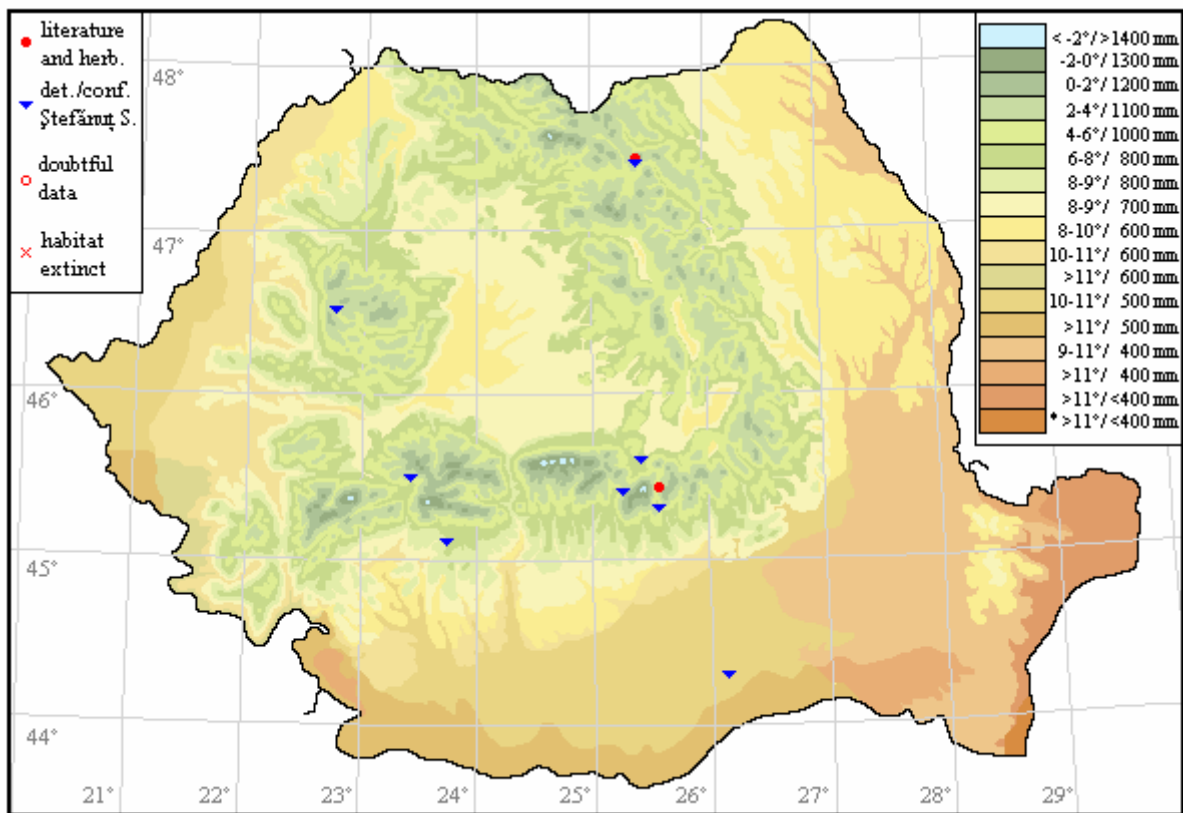 literature
and herb.
det./conf.
Ştefănuţ S.
doubtful
data
habitat
extinct
< -2°/>1400 mm
-2-0°/1300 mm
0-2°/1200 mm
2-4°/1100 mm
4-6°/1000 mm
6-8°/ 800 mm
8-9°/ 800 mm
8-9°/ 700 mm
8-10°/ 600 mm
10-11°/ 600 mm
>11°/ 600 mm
10-11°/ 500 mm
>11°/ 500 mm
9-11°/ 400 mm
>11°/ 400 mm
>11°/<400 mm
* >11°/<400 mm
48°
47°
46°
45°
44°
21° 22° 23° 24° 25° 26° 27° 28° 29°